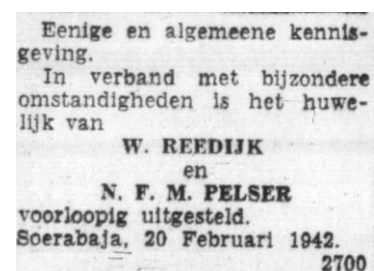 Eenige en algemeene kennis-
geving.
In verband met bijzondere
omstandigheden is het huwe-
lijk van
W. REEDIJK
en
N. F. M. PELSER
voorloopig uitgesteld.
Soerabaja, 20 Februari 1942.
2700